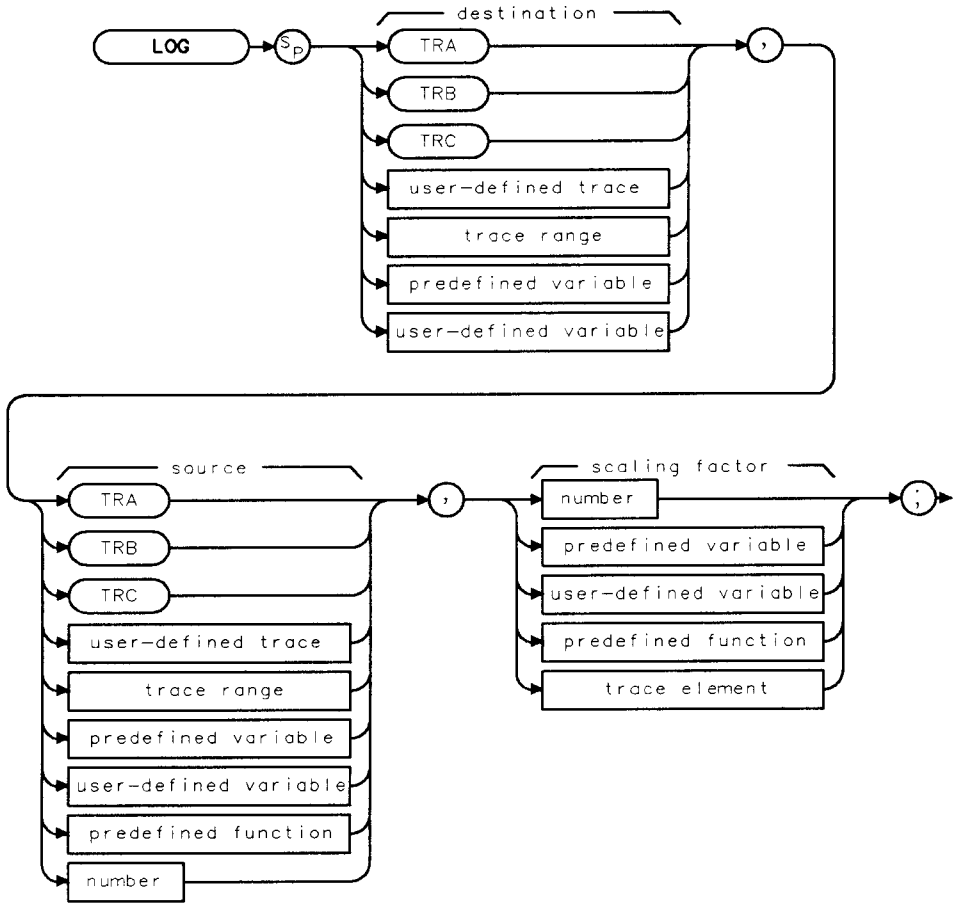 destination
LOG
Sp
TRA
,
TRB
TRC
user-defined trace
trace range
predefined variable
user-defined variable
source
TRA
,
TRB
TRC
user-defined trace
trace range
predefined variable
user-defined variable
predefined function
number
scaling factor
number
;
predefined variable
user-defined variable
predefined function
trace element